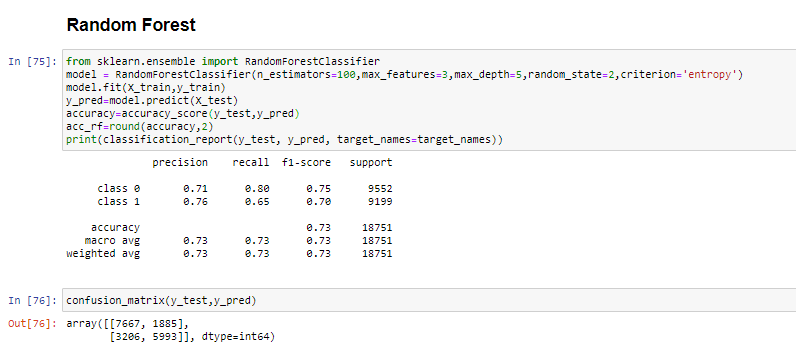 Random Forest
In [75]: from sklearn.ensemble import RandomForestClassifier
model = RandomForestClassifier(n_estimators=100,max_features=3,max_depth=5,random_state=2,criterion='entropy')
model.fit(X_train,y_train)
y_pred=model.predict(X_test)
accuracy=accuracy_score(y_test,y_pred)
acc_rf=round(accuracy,2)
print(classification_report(y_test, y_pred, target_names=target_names))
precision recall f1-score support
class 0 0.71 0.80 0.75 9552
class 1 0.76 0.65 0.70 9199
accuracy 0.73 18751
macro avg 0.73 0.73 0.73 18751
weighted avg 0.73 0.73 0.73 18751
In [76]: confusion_matrix(y_test,y_pred)
Out[76]: array([[7667, 1885],
[3206, 5993]], dtype=int64)